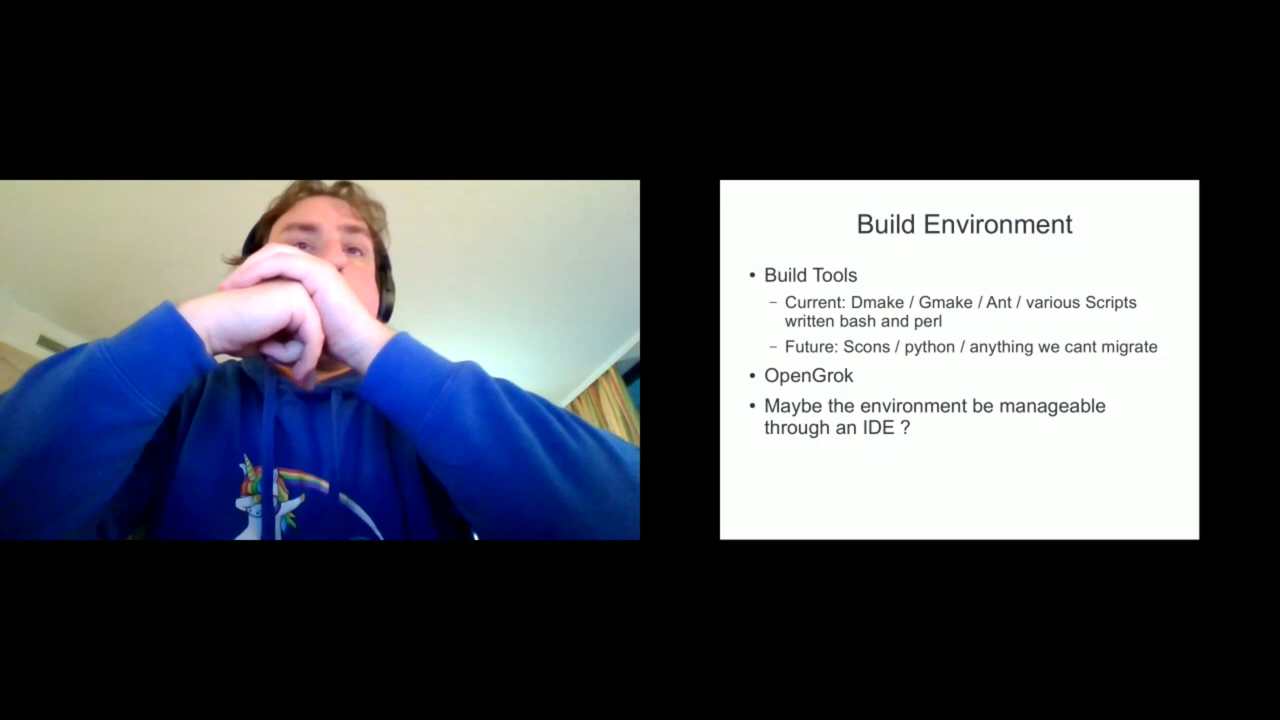 Build Environment
• Build Tools
– Current: Dmake / Gmake / Ant / various Scripts
written bash and perl
– Future: Scons / python / anything we cant migrate
• OpenGrok
• Maybe the environment be manageable
through an IDE ?